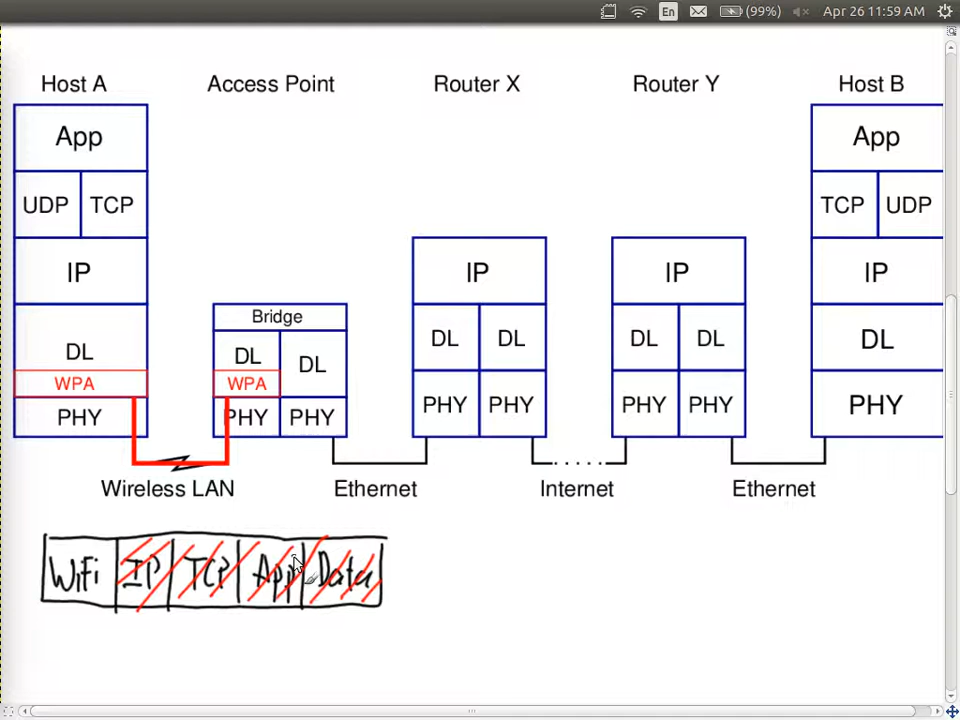 En (99%) Apr 26 11:59 AM
Host A Access Point Router X Router Y Host B
App App
UDP TCP TCP UDP
IP IP IP IP
Bridge
DL DL DL DL DL DL DL DL
WPA WPA
PHY PHY PHY PHY PHY PHY PHY PHY
Wireless LAN Ethernet Internet Ethernet
WiFi IP TCP App Data